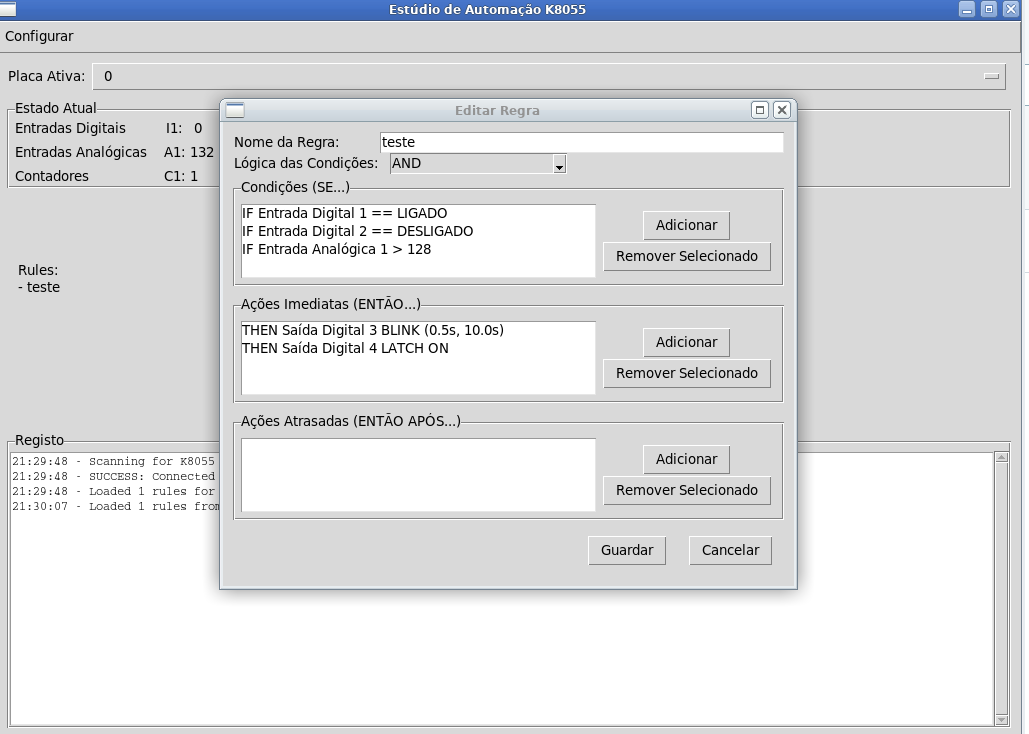 Estúdio de Automação K8055
Configurar
Placa Ativa: 0
Estado Atual
Entradas Digitais I1: 0
Entradas Analógicas A1: 132
Contadores C1: 1
Rules:
- teste
Editar Regra
Nome da Regra: teste
Lógica das Condições: AND
Condições (SE...)
IF Entrada Digital 1 == LIGADO
IF Entrada Digital 2 == DESLIGADO
IF Entrada Analógica 1 > 128
Adicionar
Remover Selecionado
Ações Imediatas (ENTÃO...)
THEN Saída Digital 3 BLINK (0.5s, 10.0s)
THEN Saída Digital 4 LATCH ON
Adicionar
Remover Selecionado
Ações Atrasadas (ENTÃO APÓS...)
Adicionar
Remover Selecionado
Guardar Cancelar
Registo
21:29:48 - Scanning for K8055
21:29:48 - SUCCESS: Connected
21:29:48 - Loaded 1 rules for
21:30:07 - Loaded 1 rules from